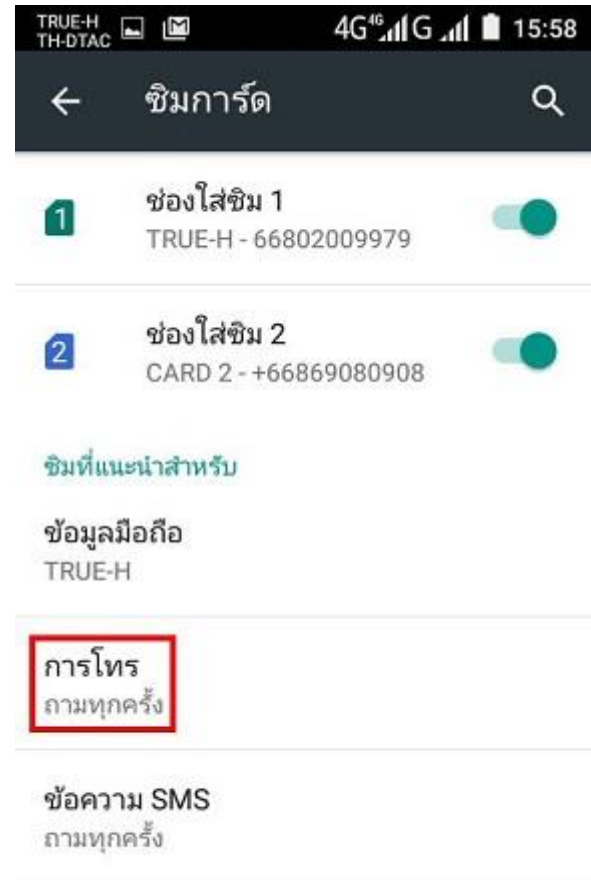 TRUE-H
TH-DTAC
4G 4G G 15:58
ซิมการ์ด
1
ช่องใส่ซิม 1
TRUE-H - 66802009979
2
ช่องใส่ซิม 2
CARD 2 - +66869080908
ซิมที่แนะนำสำหรับ
ข้อมูลมือถือ
TRUE-H
การโทร
ถามทุกครั้ง
ข้อความ SMS
ถามทุกครั้ง